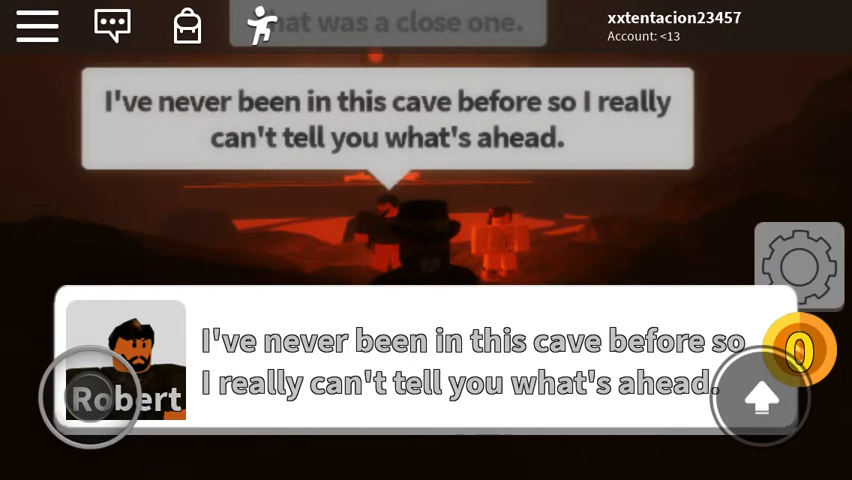 hat was a close one.
xxtentacion23457
Account: <13
I've never been in this cave before so I really
can't tell you what's ahead.
I've never been in this cave before so
I really can't tell you what's ahead.
Robert
0